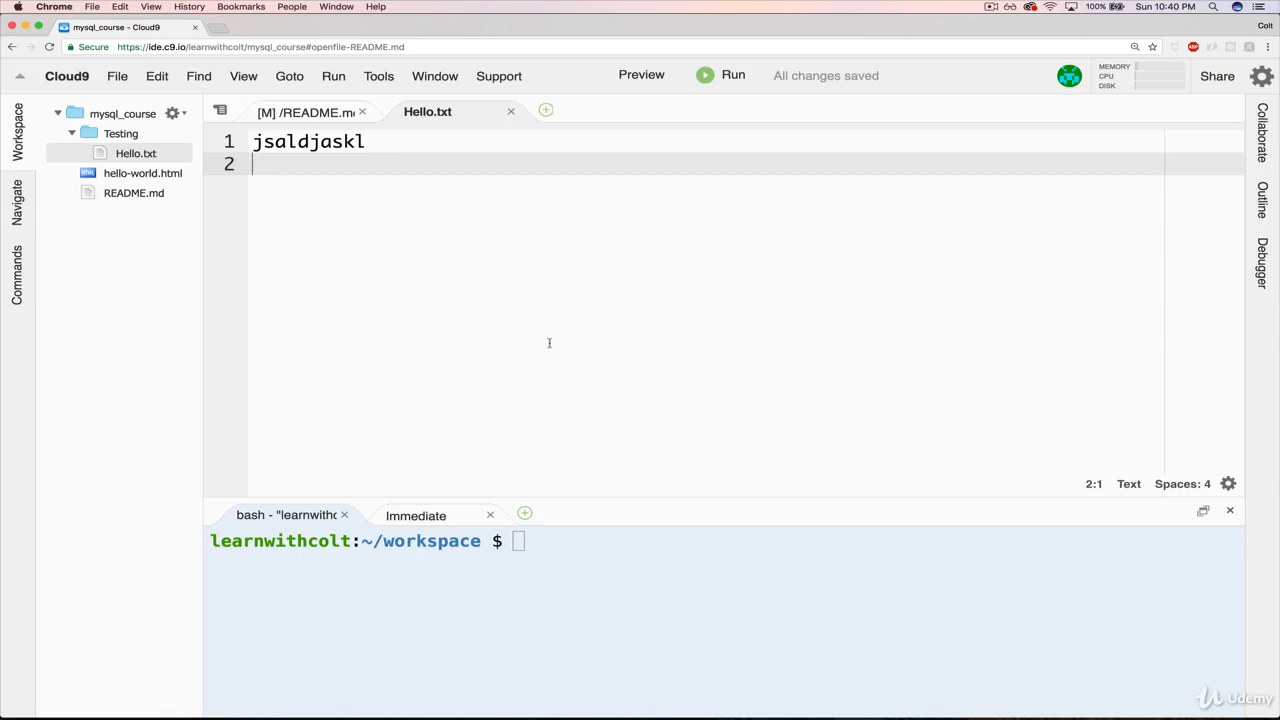 Chrome File Edit View History Bookmarks People Window Help 100% Sun 10:40 PM
mysql_course - Cloud9 × Colt
Secure https://ide.c9.io/learnwithcolt/mysql_course#openfile-README.md ABP
Cloud9 File Edit Find View Goto Run Tools Window Support Preview Run All changes saved MEMORY CPU DISK Share
Workspace
Navigate
Commands
mysql_course
Testing
Hello.txt
hello-world.html
README.md
[M] /README.m × Hello.txt ×
1 jsaldjaskl
2
2:1 Text Spaces: 4
Collaborate
Outline
Debugger
bash - "learnwithc × Immediate ×
learnwithcolt:~/workspace $
Udemy